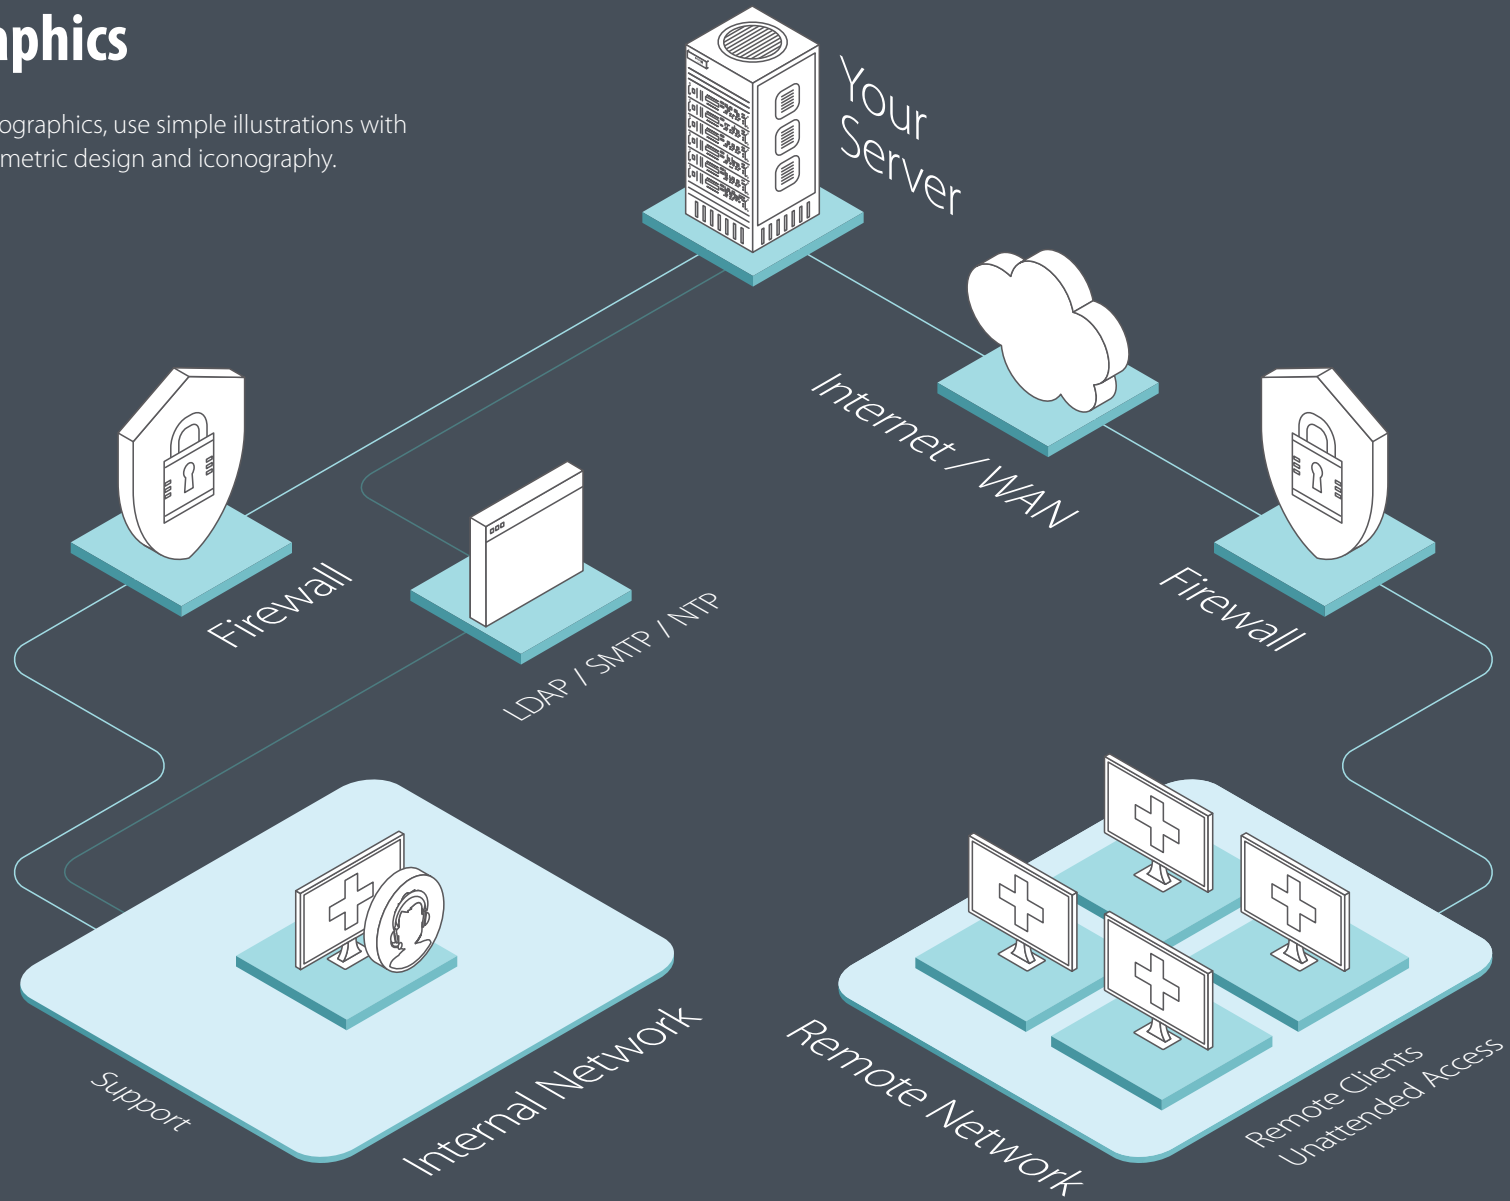 aphics
ographics, use simple illustrations with
metric design and iconography.
Your
Server
Internet / WAN
Firewall
Firewall
LDAP / SMTP / NTP
Support
Internal Network
Remote Network
Remote Clients
Unattended Access